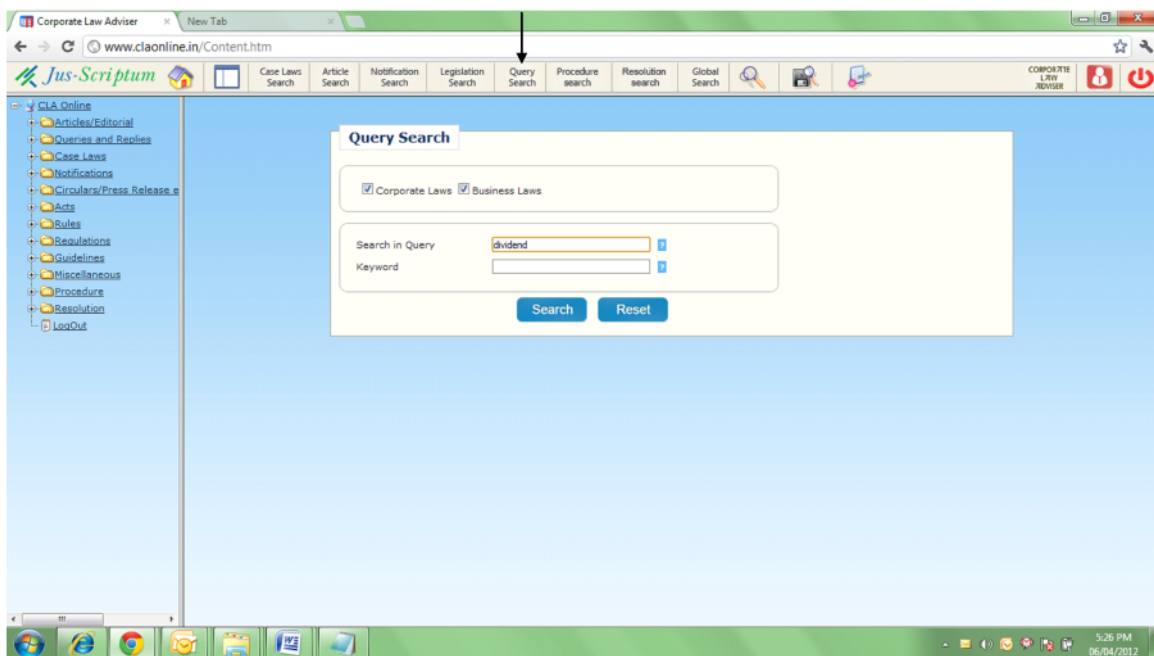 Corporate Law Adviser
New Tab
www.claonline.in/Content.htm
Jus-Scriptum
Case Laws
Search
Article
Search
Notification
Search
Legislation
Search
Query
Search
Procedure
search
Resolution
search
Global
Search
CORPORATE
LAW
ADVISER
CLA Online
Articles/Editorial
Queries and Replies
Case Laws
Notifications
Circulars/Press Release e
Acts
Rules
Regulations
Guidelines
Miscellaneous
Procedure
Resolution
LogOut
Query Search
Corporate Laws Business Laws
Search in Query dividend ?
Keyword ?
Search Reset
5:26 PM
06/04/2012